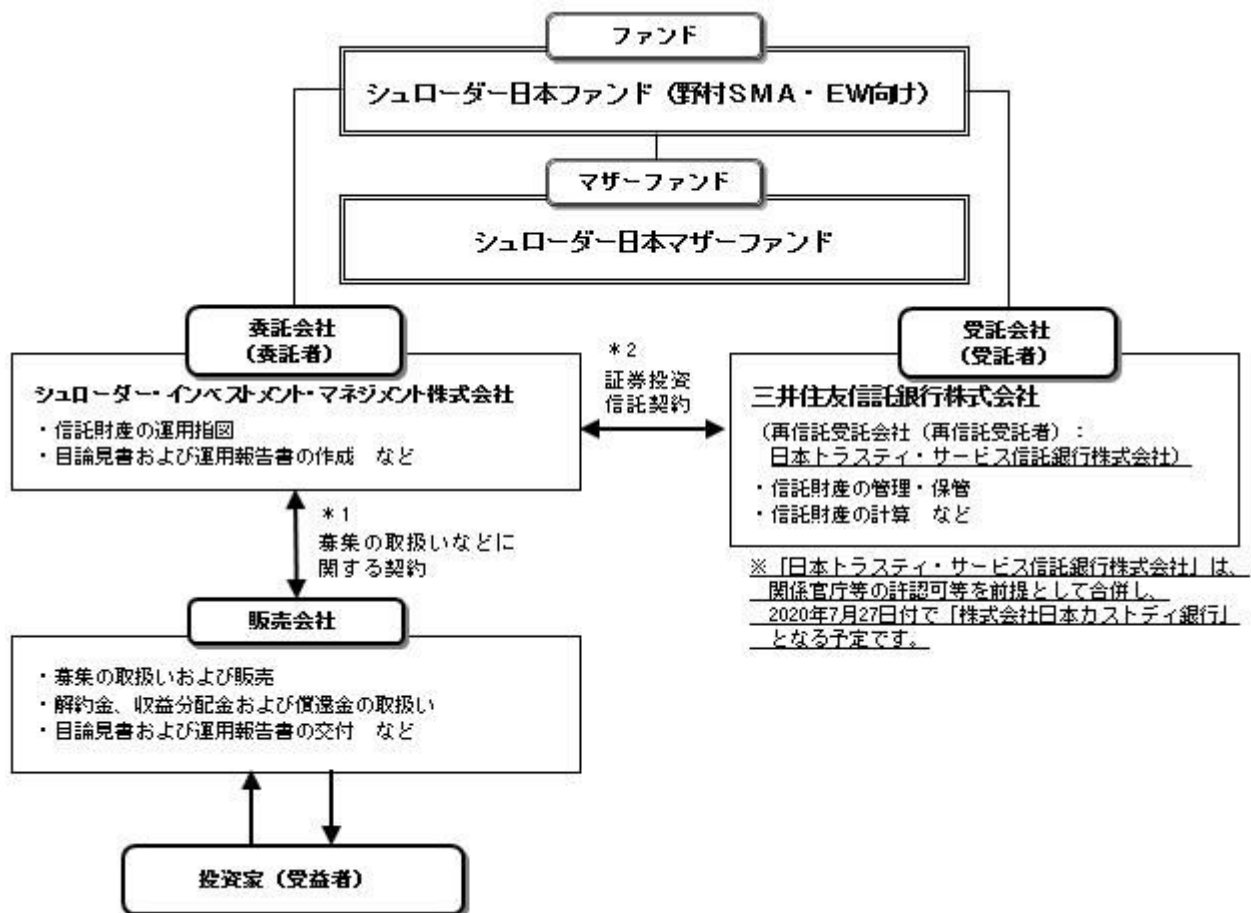 ファンド
シュローダー日本ファンド（野村SMA・EW向け）
マザーファンド
シュローダー日本マザーファンド
委託会社
（委託者）
シュローダー・インベストメント・マネジメント株式会社
・信託財産の運用指図
・目論見書および運用報告書の作成　など
＊2
証券投資
信託契約
受託会社
（受託者）
三井住友信託銀行株式会社
（再信託受託会社（再信託受託者）：
日本トラスティ・サービス信託銀行株式会社）
・信託財産の管理・保管
・信託財産の計算　など
※「日本トラスティ・サービス信託銀行株式会社」は、
関係官庁等の許認可等を前提として合併し、
2020年7月27日付で「株式会社日本カストディ銀行」
となる予定です。
＊1
募集の取扱いなどに
関する契約
販売会社
・募集の取扱いおよび販売
・解約金、収益分配金および償還金の取扱い
・目論見書および運用報告書の交付　など
投資家（受益者）